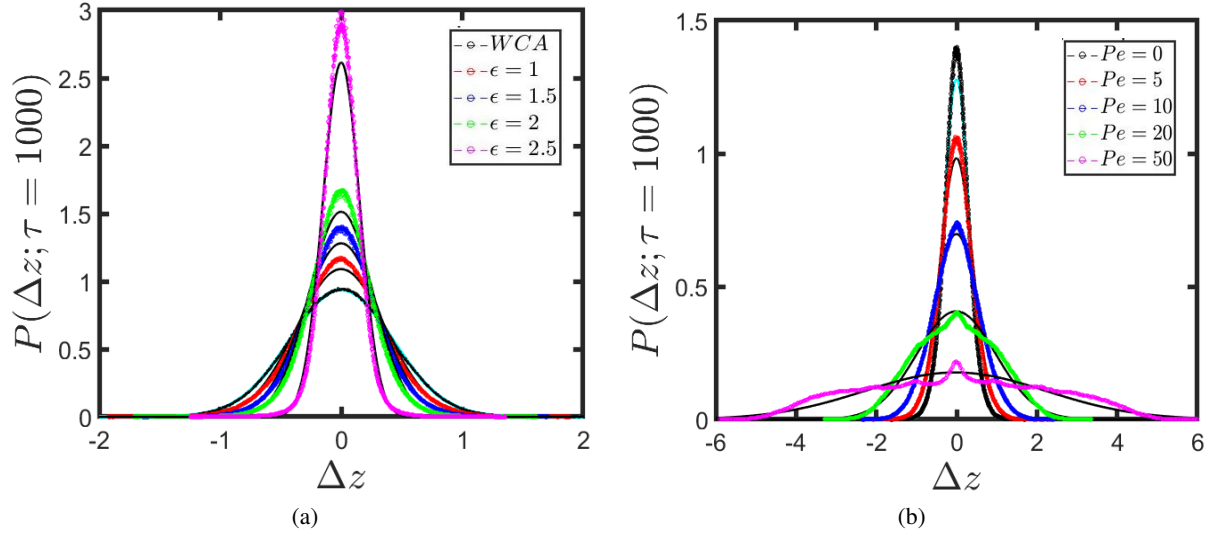 P(Δz; τ = 1000)
3
2.5
2
1.5
1
0.5
0
-2
-1
0
1
2
Δz
WCA
ϵ = 1
ϵ = 1.5
ϵ = 2
ϵ = 2.5
(a)
P(Δz; τ = 1000)
1.5
1
0.5
0
-6
-4
-2
0
2
4
6
Δz
Pe = 0
Pe = 5
Pe = 10
Pe = 20
Pe = 50
(b)